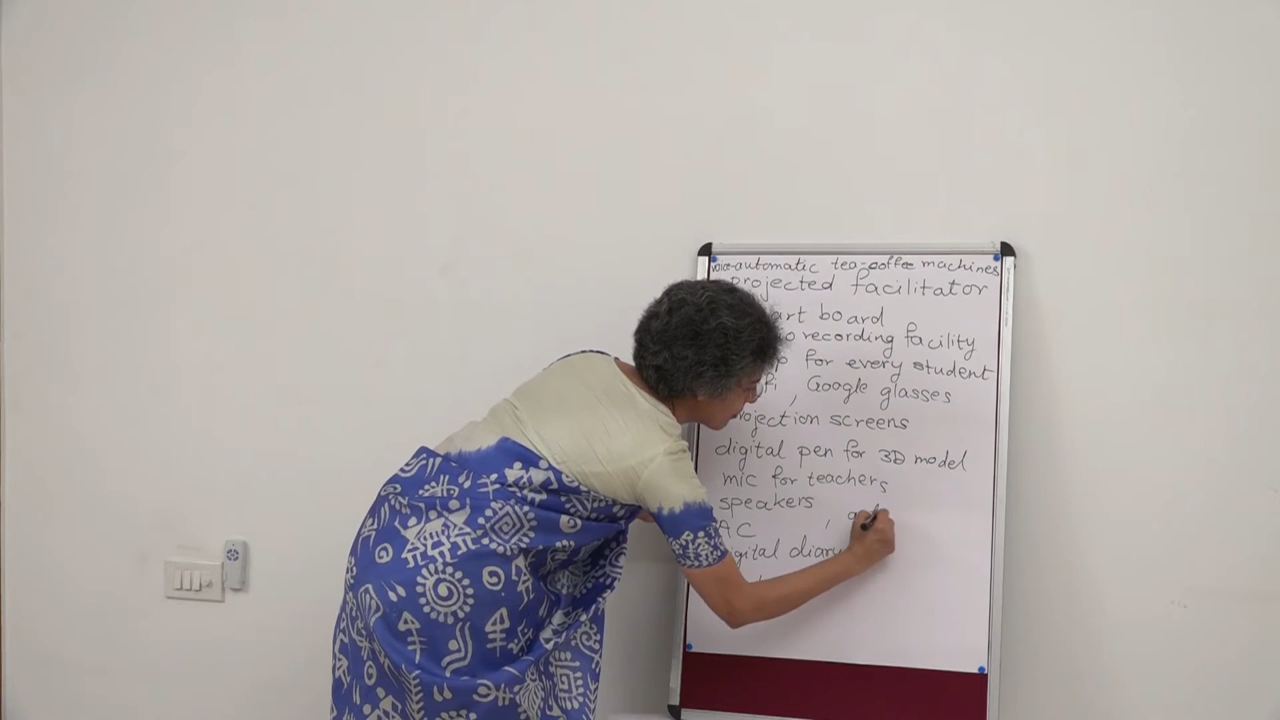 voice-automatic tea-coffee machines
Projected facilitator
board
recording facility
for every student
Google glasses
projection screens
digital pen for 3D model
mic for teachers
speakers
AC ,
digital diary